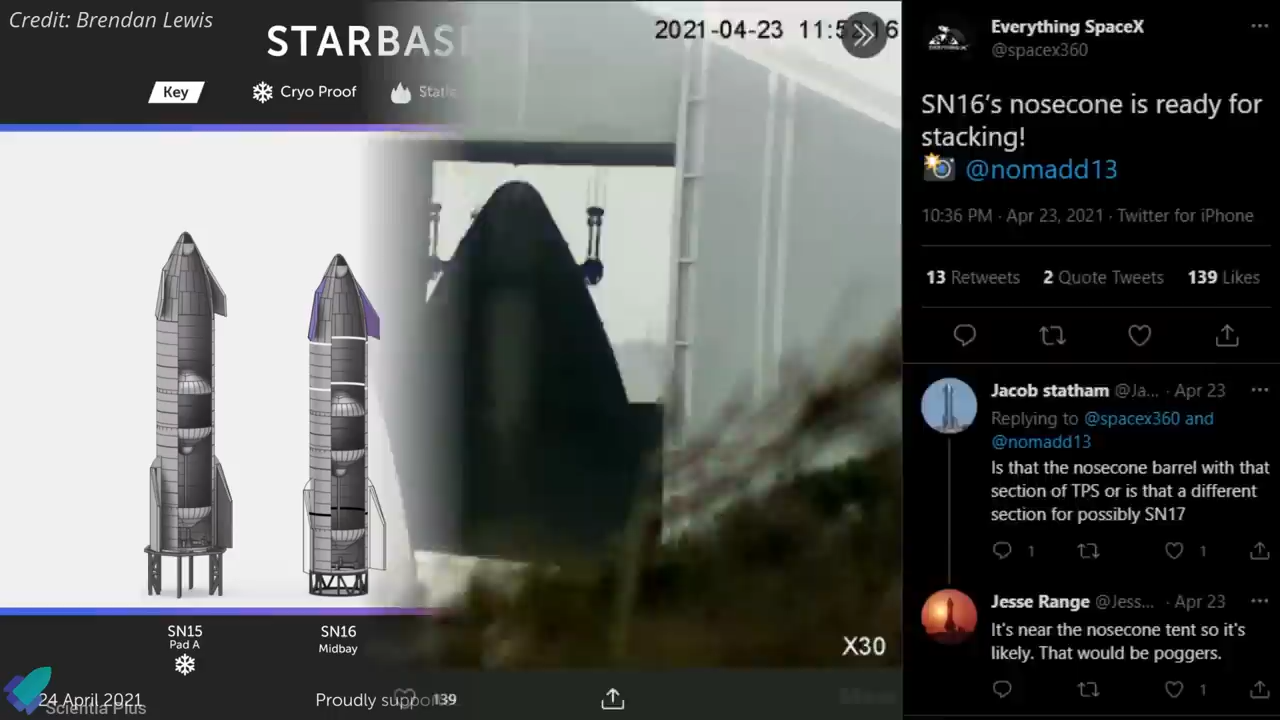 Credit: Brendan Lewis
STARBAS
Key
Cryo Proof
Stati
2021-04-23
SN15
Pad A
SN16
Midbay
24 April 2021
Proudly suppor
139
Scientia Plus
X30
Everything SpaceX
@spacex360
SN16’s nosecone is ready for
stacking!
@nomadd13
10:36 PM · Apr 23, 2021 · Twitter for iPhone
13 Retweets 2 Quote Tweets 139 Likes
Jacob statham @Ja... · Apr 23
Replying to @spacex360 and
@nomadd13
Is that the nosecone barrel with that
section of TPS or is that a different
section for possibly SN17
1 1
Jesse Range @Jess... · Apr 23
It's near the nosecone tent so it's
likely. That would be poggers.
1